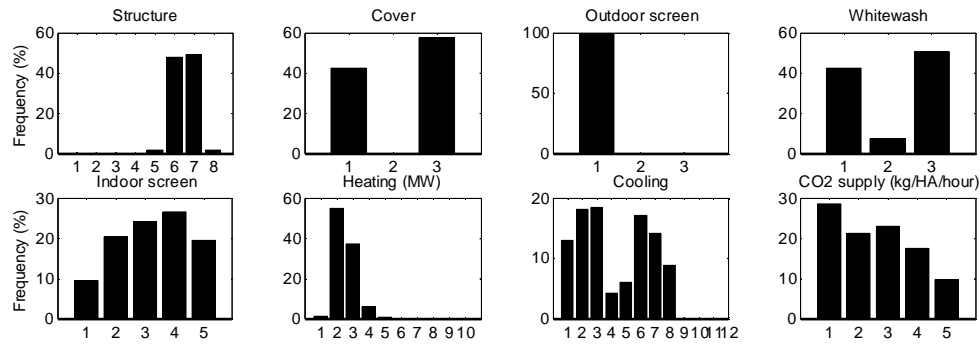 Structure
Cover
Outdoor screen
Whitewash
Frequency (%)
60
40
20
0
1 2 3 4 5 6 7 8
60
40
20
0
1 2 3
100
50
0
1 2 3
60
40
20
0
1 2 3
Indoor screen
Heating (MW)
Cooling
CO2 supply (kg/HA/hour)
Frequency (%)
30
20
10
0
1 2 3 4 5
60
40
20
0
1 2 3 4 5 6 7 8 9 10
20
10
0
1 2 3 4 5 6 7 8 9 10 11 12
30
20
10
0
1 2 3 4 5